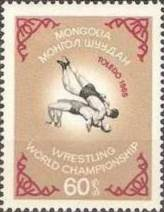 MONGOLIA
МОНГОЛ ШУУДАН
TOLEDO 1966
WRESTLING
WORLD CHAMPIONSHIP
60